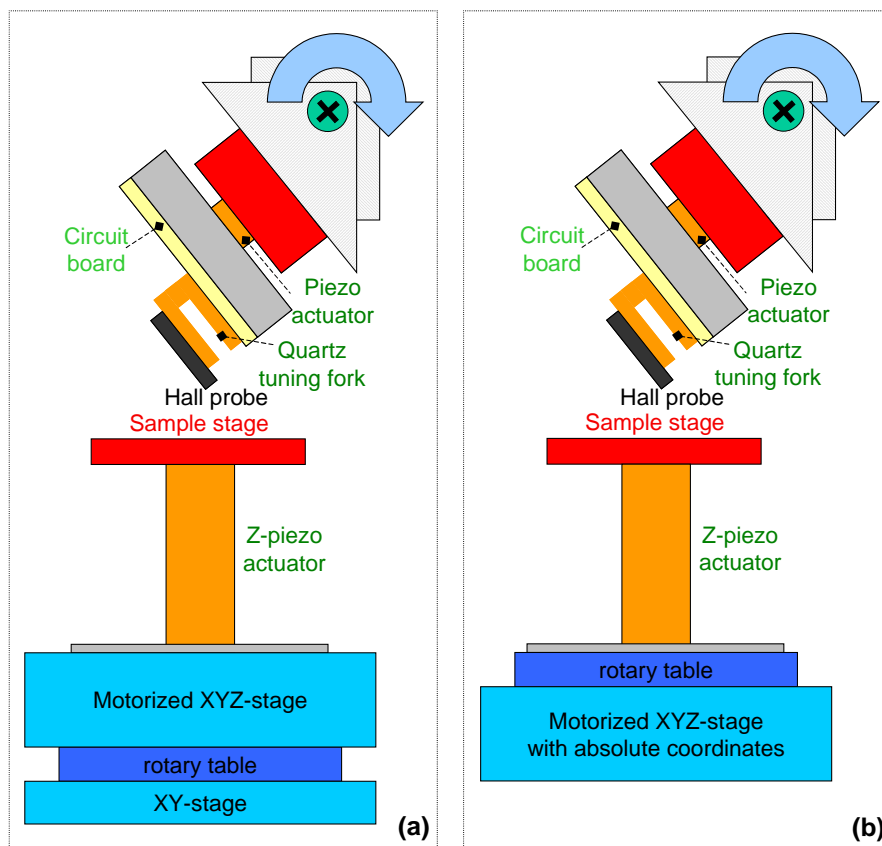 Circuit
board
Piezo
actuator
Quartz
tuning fork
Hall probe
Sample stage
Z-piezo
actuator
Motorized XYZ-stage
rotary table
XY-stage
(a)
Circuit
board
Piezo
actuator
Quartz
tuning fork
Hall probe
Sample stage
Z-piezo
actuator
rotary table
Motorized XYZ-stage
with absolute coordinates
(b)